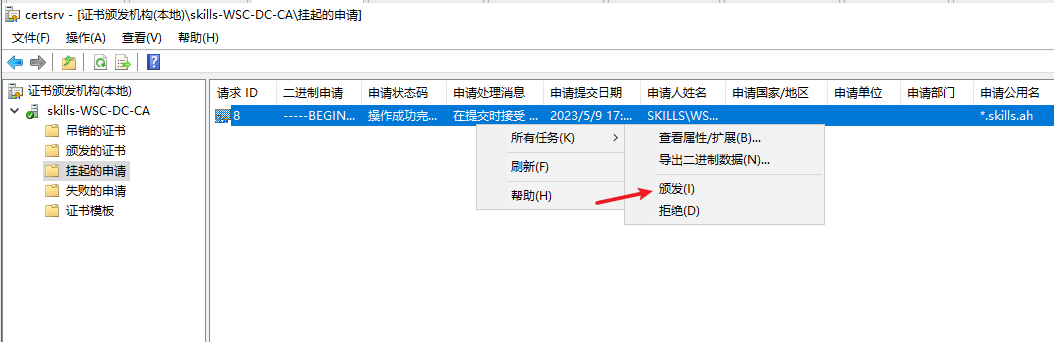 certsrv - [证书颁发机构(本地)\skills-WSC-DC-CA\挂起的申请]
文件(F) 操作(A) 查看(V) 帮助(H)
证书颁发机构(本地)
skills-WSC-DC-CA
吊销的证书
颁发的证书
挂起的申请
失败的申请
证书模板
请求 ID 二进制申请 申请状态码 申请处理消息 申请提交日期 申请人姓名 申请国家/地区 申请单位 申请部门 申请公用名
8 -----BEGIN... 操作成功完... 在提交时接受 ... 2023/5/9 17:... SKILLS\WS... *.skills.ah
所有任务(K)
刷新(F)
帮助(H)
查看属性/扩展(B)...
导出二进制数据(N)...
颁发(I)
拒绝(D)